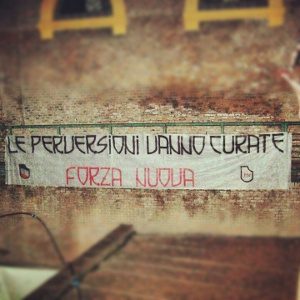 LE PERVERSIONI VANNO CURATE
FORZA NUOVA